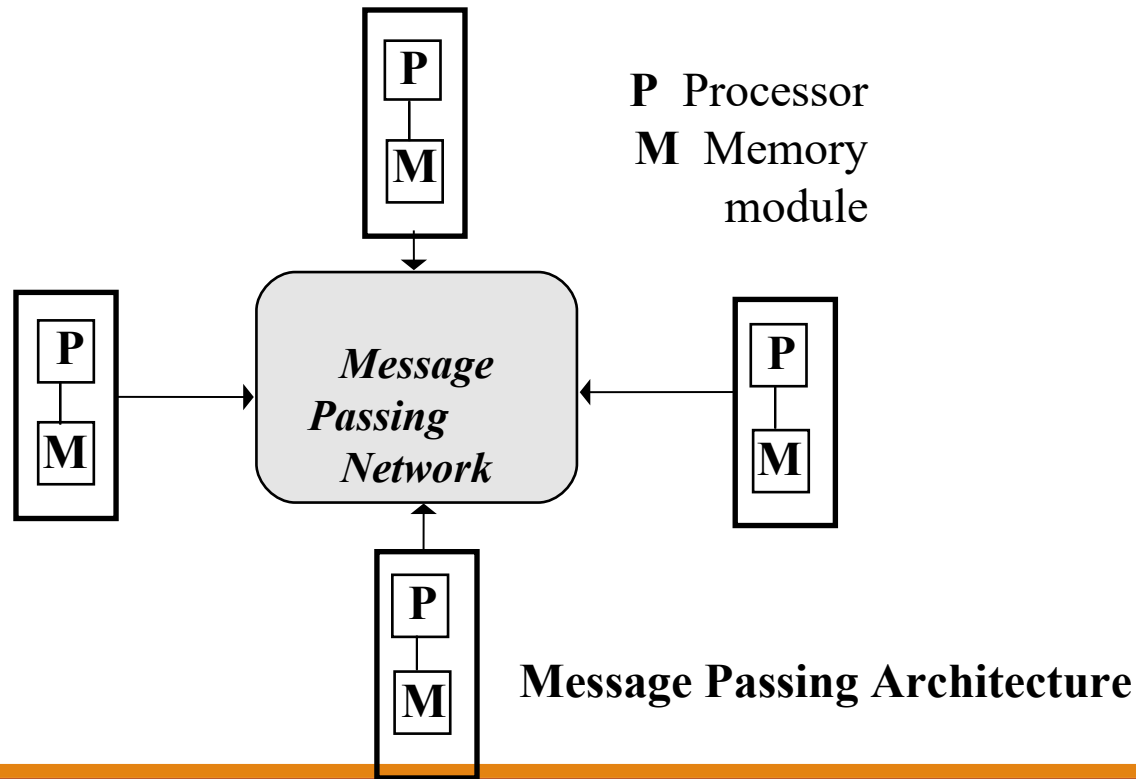 P
M
P Processor
M Memory
module
P
M
Message
Passing
Network
P
M
P
M
Message Passing Architecture